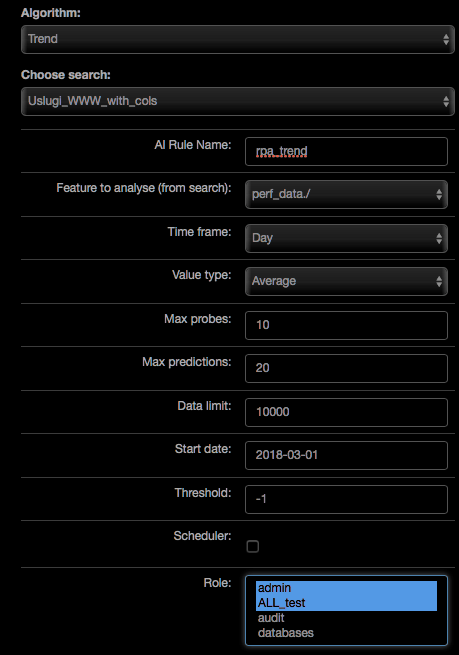 Algorithm:
Trend
Choose search:
Uslugi_WWW_with_cols
AI Rule Name: rpa_trend
Feature to analyse (from search): perf_data./
Time frame: Day
Value type: Average
Max probes: 10
Max predictions: 20
Data limit: 10000
Start date: 2018-03-01
Threshold: -1
Scheduler:
Role: admin
ALL_test
audit
databases